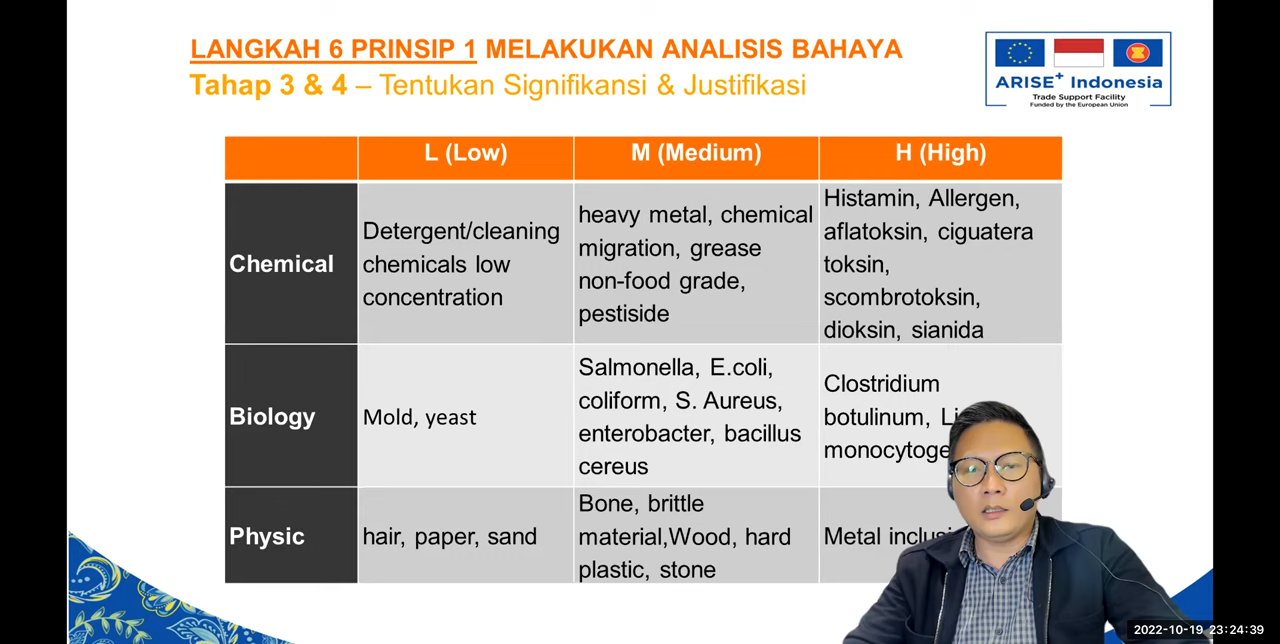 LANGKAH 6 PRINSIP 1 MELAKUKAN ANALISIS BAHAYA
Tahap 3 & 4 – Tentukan Signifikansi & Justifikasi
ARISE+ Indonesia
Trade Support Facility
Funded by the European Union
L (Low)
M (Medium)
H (High)
Chemical
Detergent/cleaning
chemicals low
concentration
heavy metal, chemical
migration, grease
non-food grade,
pestiside
Histamin, Allergen,
aflatoksin, ciguatera
toksin,
scombrotoksin,
dioksin, sianida
Biology
Mold, yeast
Salmonella, E.coli,
coliform, S. Aureus,
enterobacter, bacillus
cereus
Clostridium
botulinum,
Physic
hair, paper, sand
Bone, brittle
material,Wood, hard
plastic, stone
Metal
2022-10-19 23:24:39